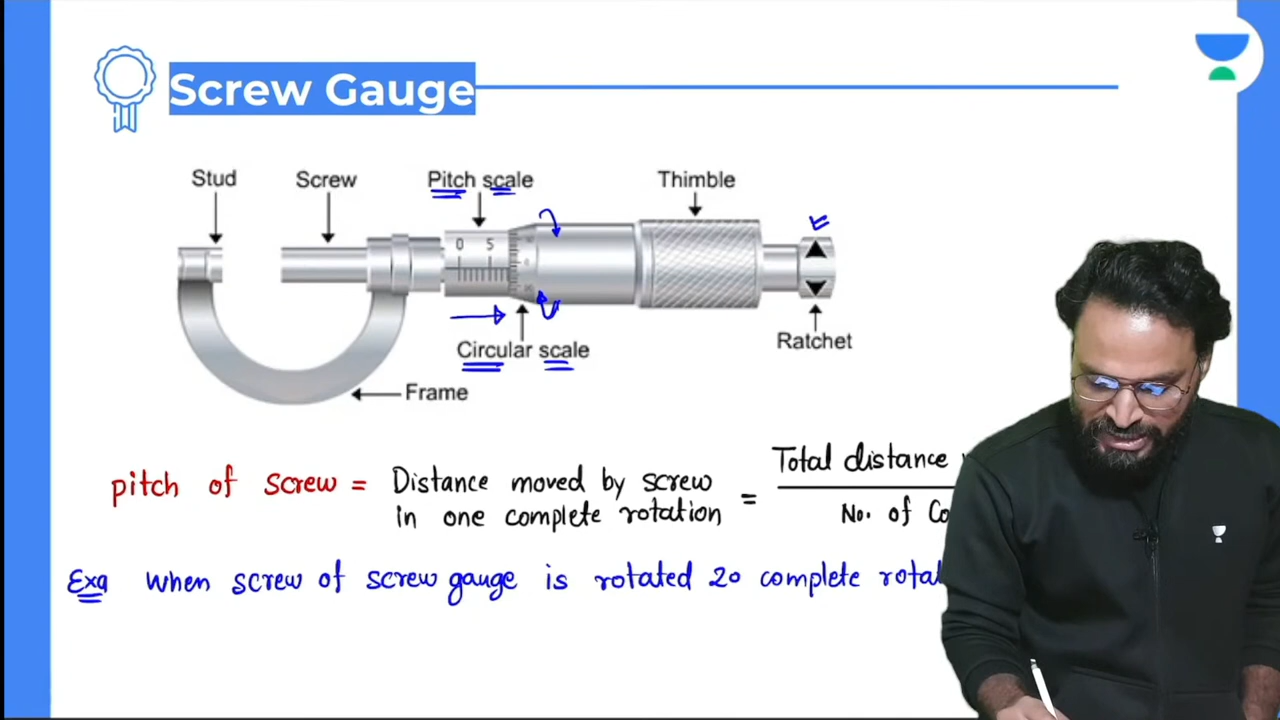 Screw Gauge
Stud
Screw
Pitch scale
Thimble
0 5
Circular scale
Ratchet
Frame
pitch of screw = Distance moved by screw in one complete rotation = Total distance
No. of
Exa when screw of screw gauge is rotated 20 complete